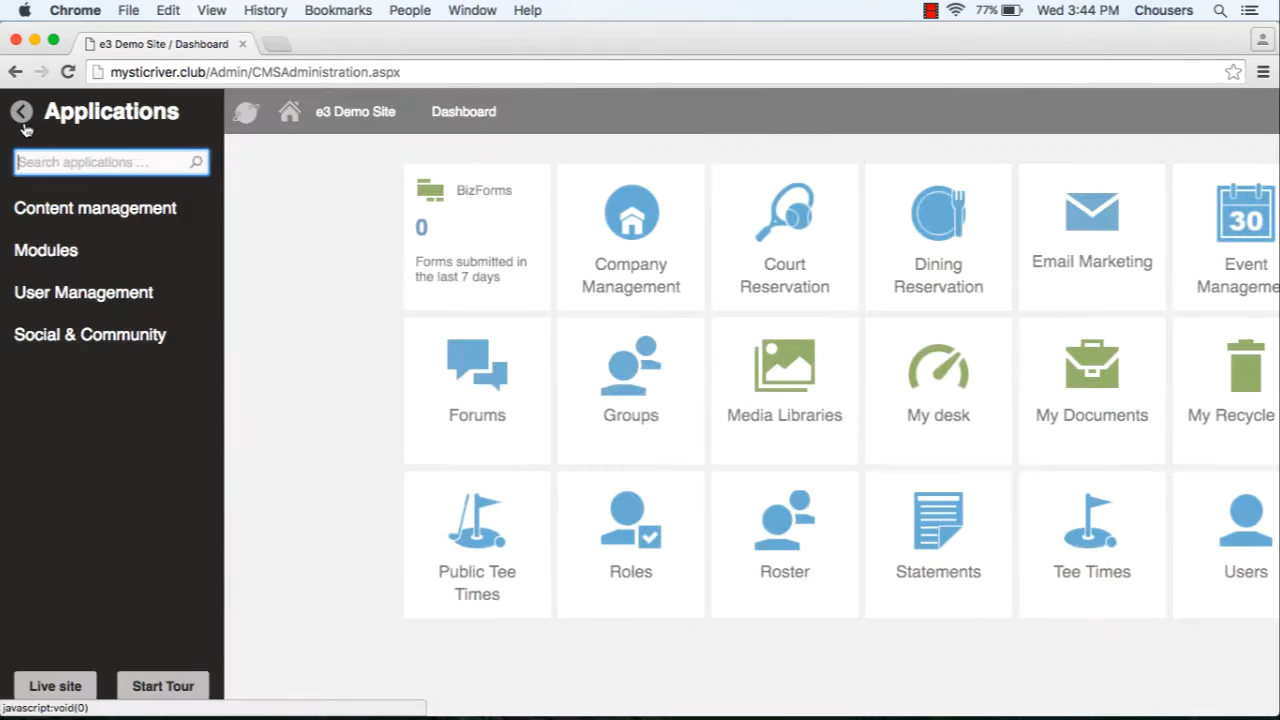 Chrome File Edit View History Bookmarks People Window Help 77% Wed 3:44 PM Chousers
e3 Demo Site / Dashboard
mysticriver.club/Admin/CMSAdministration.aspx
Applications
e3 Demo Site Dashboard
Search applications ...
Content management
Modules
User Management
Social & Community
BizForms
0
Forms submitted in
the last 7 days
Company
Management
Court
Reservation
Dining
Reservation
Email Marketing
30
Event
Manageme
Forums
Groups
Media Libraries
My desk
My Documents
My Recycle
Public Tee
Times
Roles
Roster
Statements
Tee Times
Users
Live site
Start Tour
javascript:void(0)